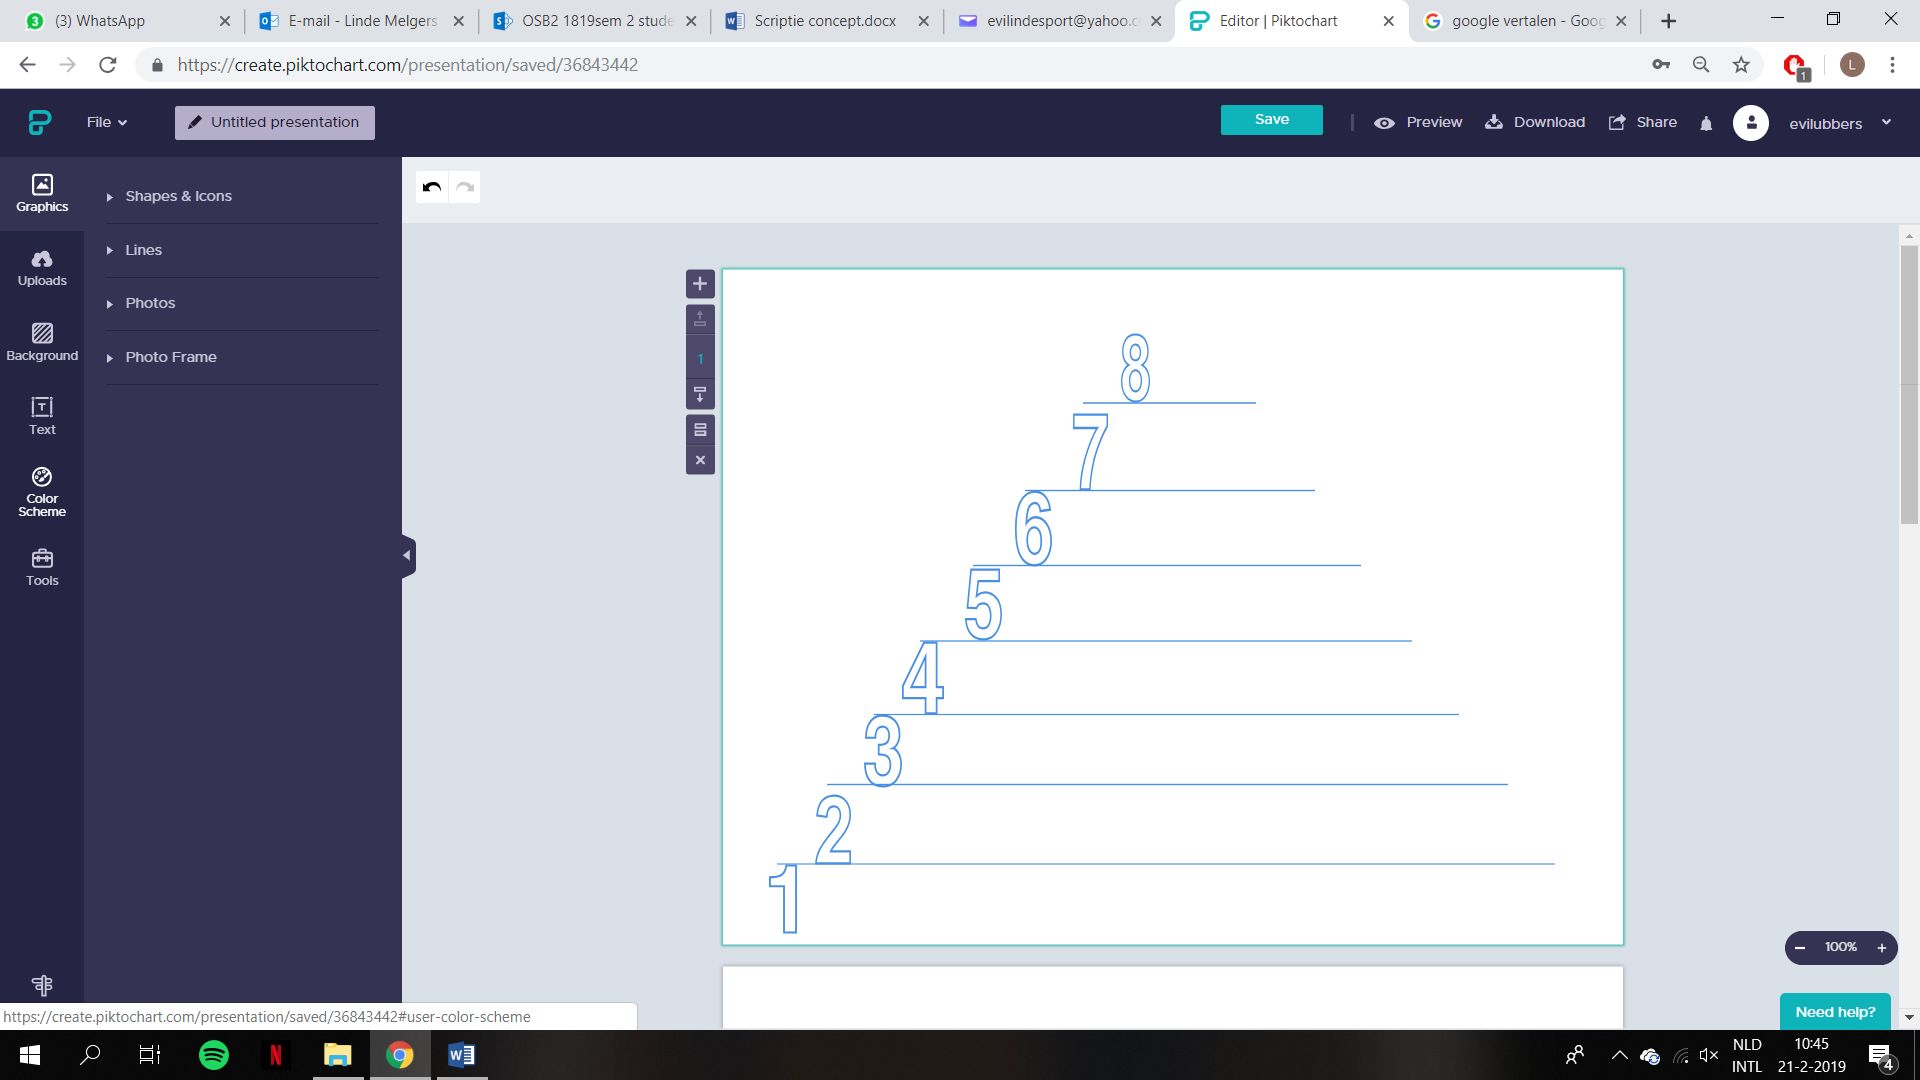 (3) WhatsApp
E-mail - Linde Melgers
OSB2 1819sem 2 stude
Scriptie concept.docx
evilindesport@yahoo.c
Editor | Piktochart
google vertalen - Goog
https://create.piktochart.com/presentation/saved/36843442
1
L
File
Untitled presentation
Save
Preview
Download
Share
evilubbers
Graphics
Uploads
Background
Text
Color
Scheme
Tools
Shapes & Icons
Lines
Photos
Photo Frame
1
8
7
6
5
4
3
2
1
100%
Need help?
https://create.piktochart.com/presentation/saved/36843442#user-color-scheme
NLD
INTL
10:45
21-2-2019
4